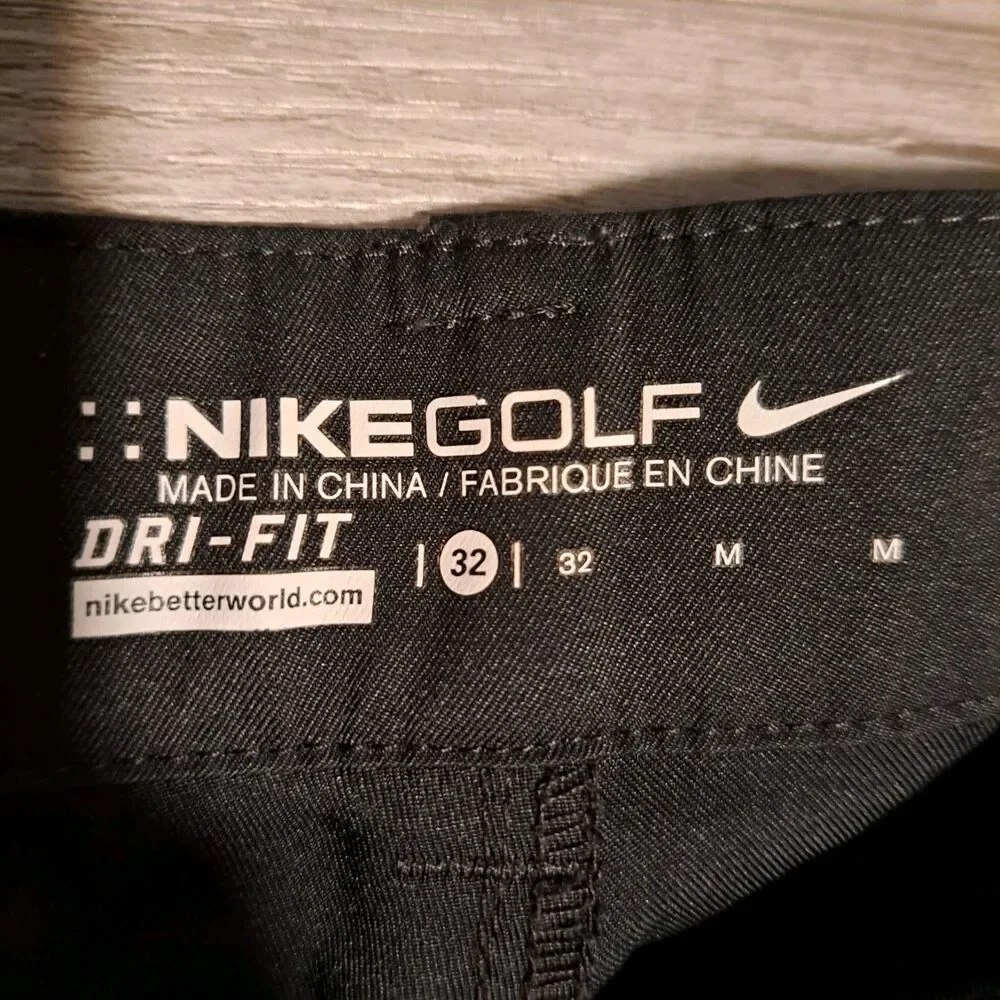 NIKEGOLF
MADE IN CHINA / FABRIQUE EN CHINE
DRI-FIT
nikebetterworld.com
| 32 | 32 M M